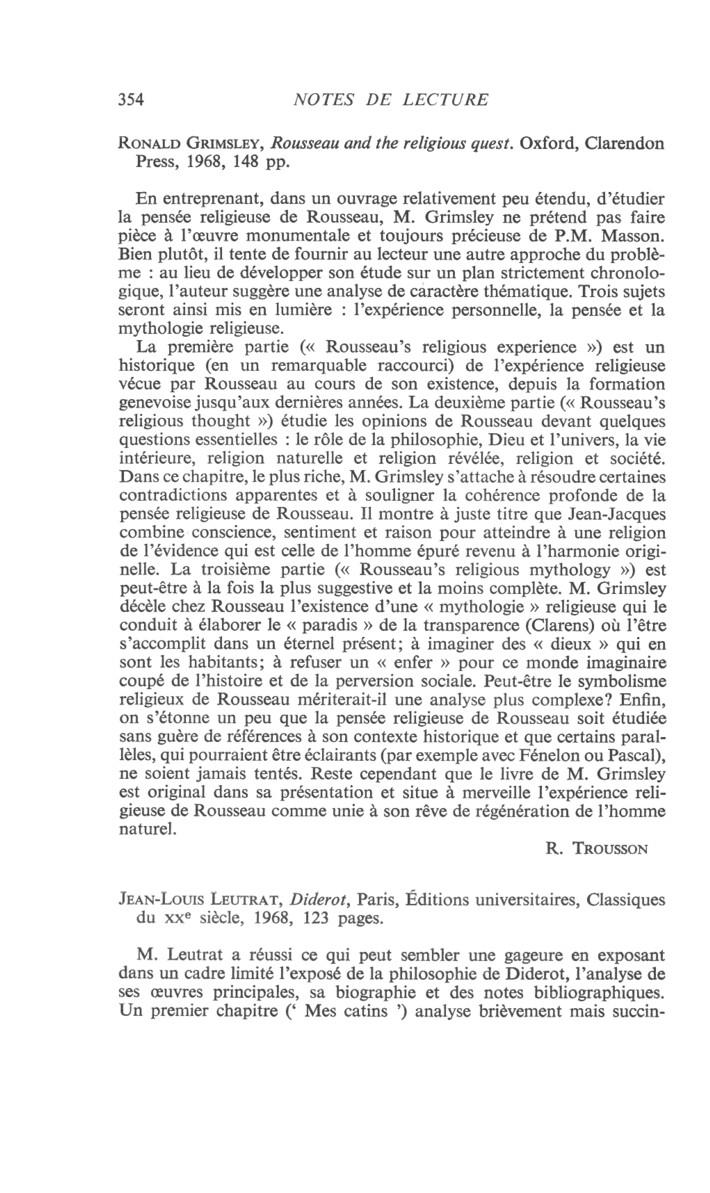 354 NOTES DE LECTURE
RONALD GRIMSLEY, Rousseau and the religious quest. Oxford, Clarendon
Press, 1968, 148 pp.
En entreprenant, dans un ouvrage relativement peu étendu, d'étudier
la pensée religieuse de Rousseau, M. Grimsley ne prétend pas faire
pièce à l'œuvre monumentale et toujours précieuse de P.M. Masson.
Bien plutôt, il tente de fournir au lecteur une autre approche du problè-
me : au lieu de développer son étude sur un plan strictement chronolo-
gique, l'auteur suggère une analyse de caractère thématique. Trois sujets
seront ainsi mis en lumière : l'expérience personnelle, la pensée et la
mythologie religieuse.
La première partie (« Rousseau's religious experience ») est un
historique (en un remarquable raccourci) de l'expérience religieuse
vécue par Rousseau au cours de son existence, depuis la formation
genevoise jusqu'aux dernières années. La deuxième partie (« Rousseau's
religious thought ») étudie les opinions de Rousseau devant quelques
questions essentielles : le rôle de la philosophie, Dieu et l'univers, la vie
intérieure, religion naturelle et religion révélée, religion et société.
Dans ce chapitre, le plus riche, M. Grimsley s'attache à résoudre certaines
contradictions apparentes et à souligner la cohérence profonde de la
pensée religieuse de Rousseau. Il montre à juste titre que Jean-Jacques
combine conscience, sentiment et raison pour atteindre à une religion
de l'évidence qui est celle de l'homme épuré revenu à l'harmonie origi-
nelle. La troisième partie (« Rousseau's religious mythology ») est
peut-être à la fois la plus suggestive et la moins complète. M. Grimsley
décèle chez Rousseau l'existence d'une « mythologie » religieuse qui le
conduit à élaborer le « paradis » de la transparence (Clarens) où l'être
s'accomplit dans un éternel présent; à imaginer des « dieux » qui en
sont les habitants; à refuser un « enfer » pour ce monde imaginaire
coupé de l'histoire et de la perversion sociale. Peut-être le symbolisme
religieux de Rousseau mériterait-il une analyse plus complexe? Enfin,
on s'étonne un peu que la pensée religieuse de Rousseau soit étudiée
sans guère de références à son contexte historique et que certains paral-
lèles, qui pourraient être éclairants (par exemple avec Fénelon ou Pascal),
ne soient jamais tentés. Reste cependant que le livre de M. Grimsley
est original dans sa présentation et situe à merveille l'expérience reli-
gieuse de Rousseau comme unie à son rêve de régénération de l'homme
naturel.
R. TROUSSON
JEAN-LOUIS LEUTRAT, Diderot, Paris, Éditions universitaires, Classiques
du XXe siècle, 1968, 123 pages.
M. Leutrat a réussi ce qui peut sembler une gageure en exposant
dans un cadre limité l'exposé de la philosophie de Diderot, l'analyse de
ses œuvres principales, sa biographie et des notes bibliographiques.
Un premier chapitre (‘ Mes catins ’) analyse brièvement mais succin-